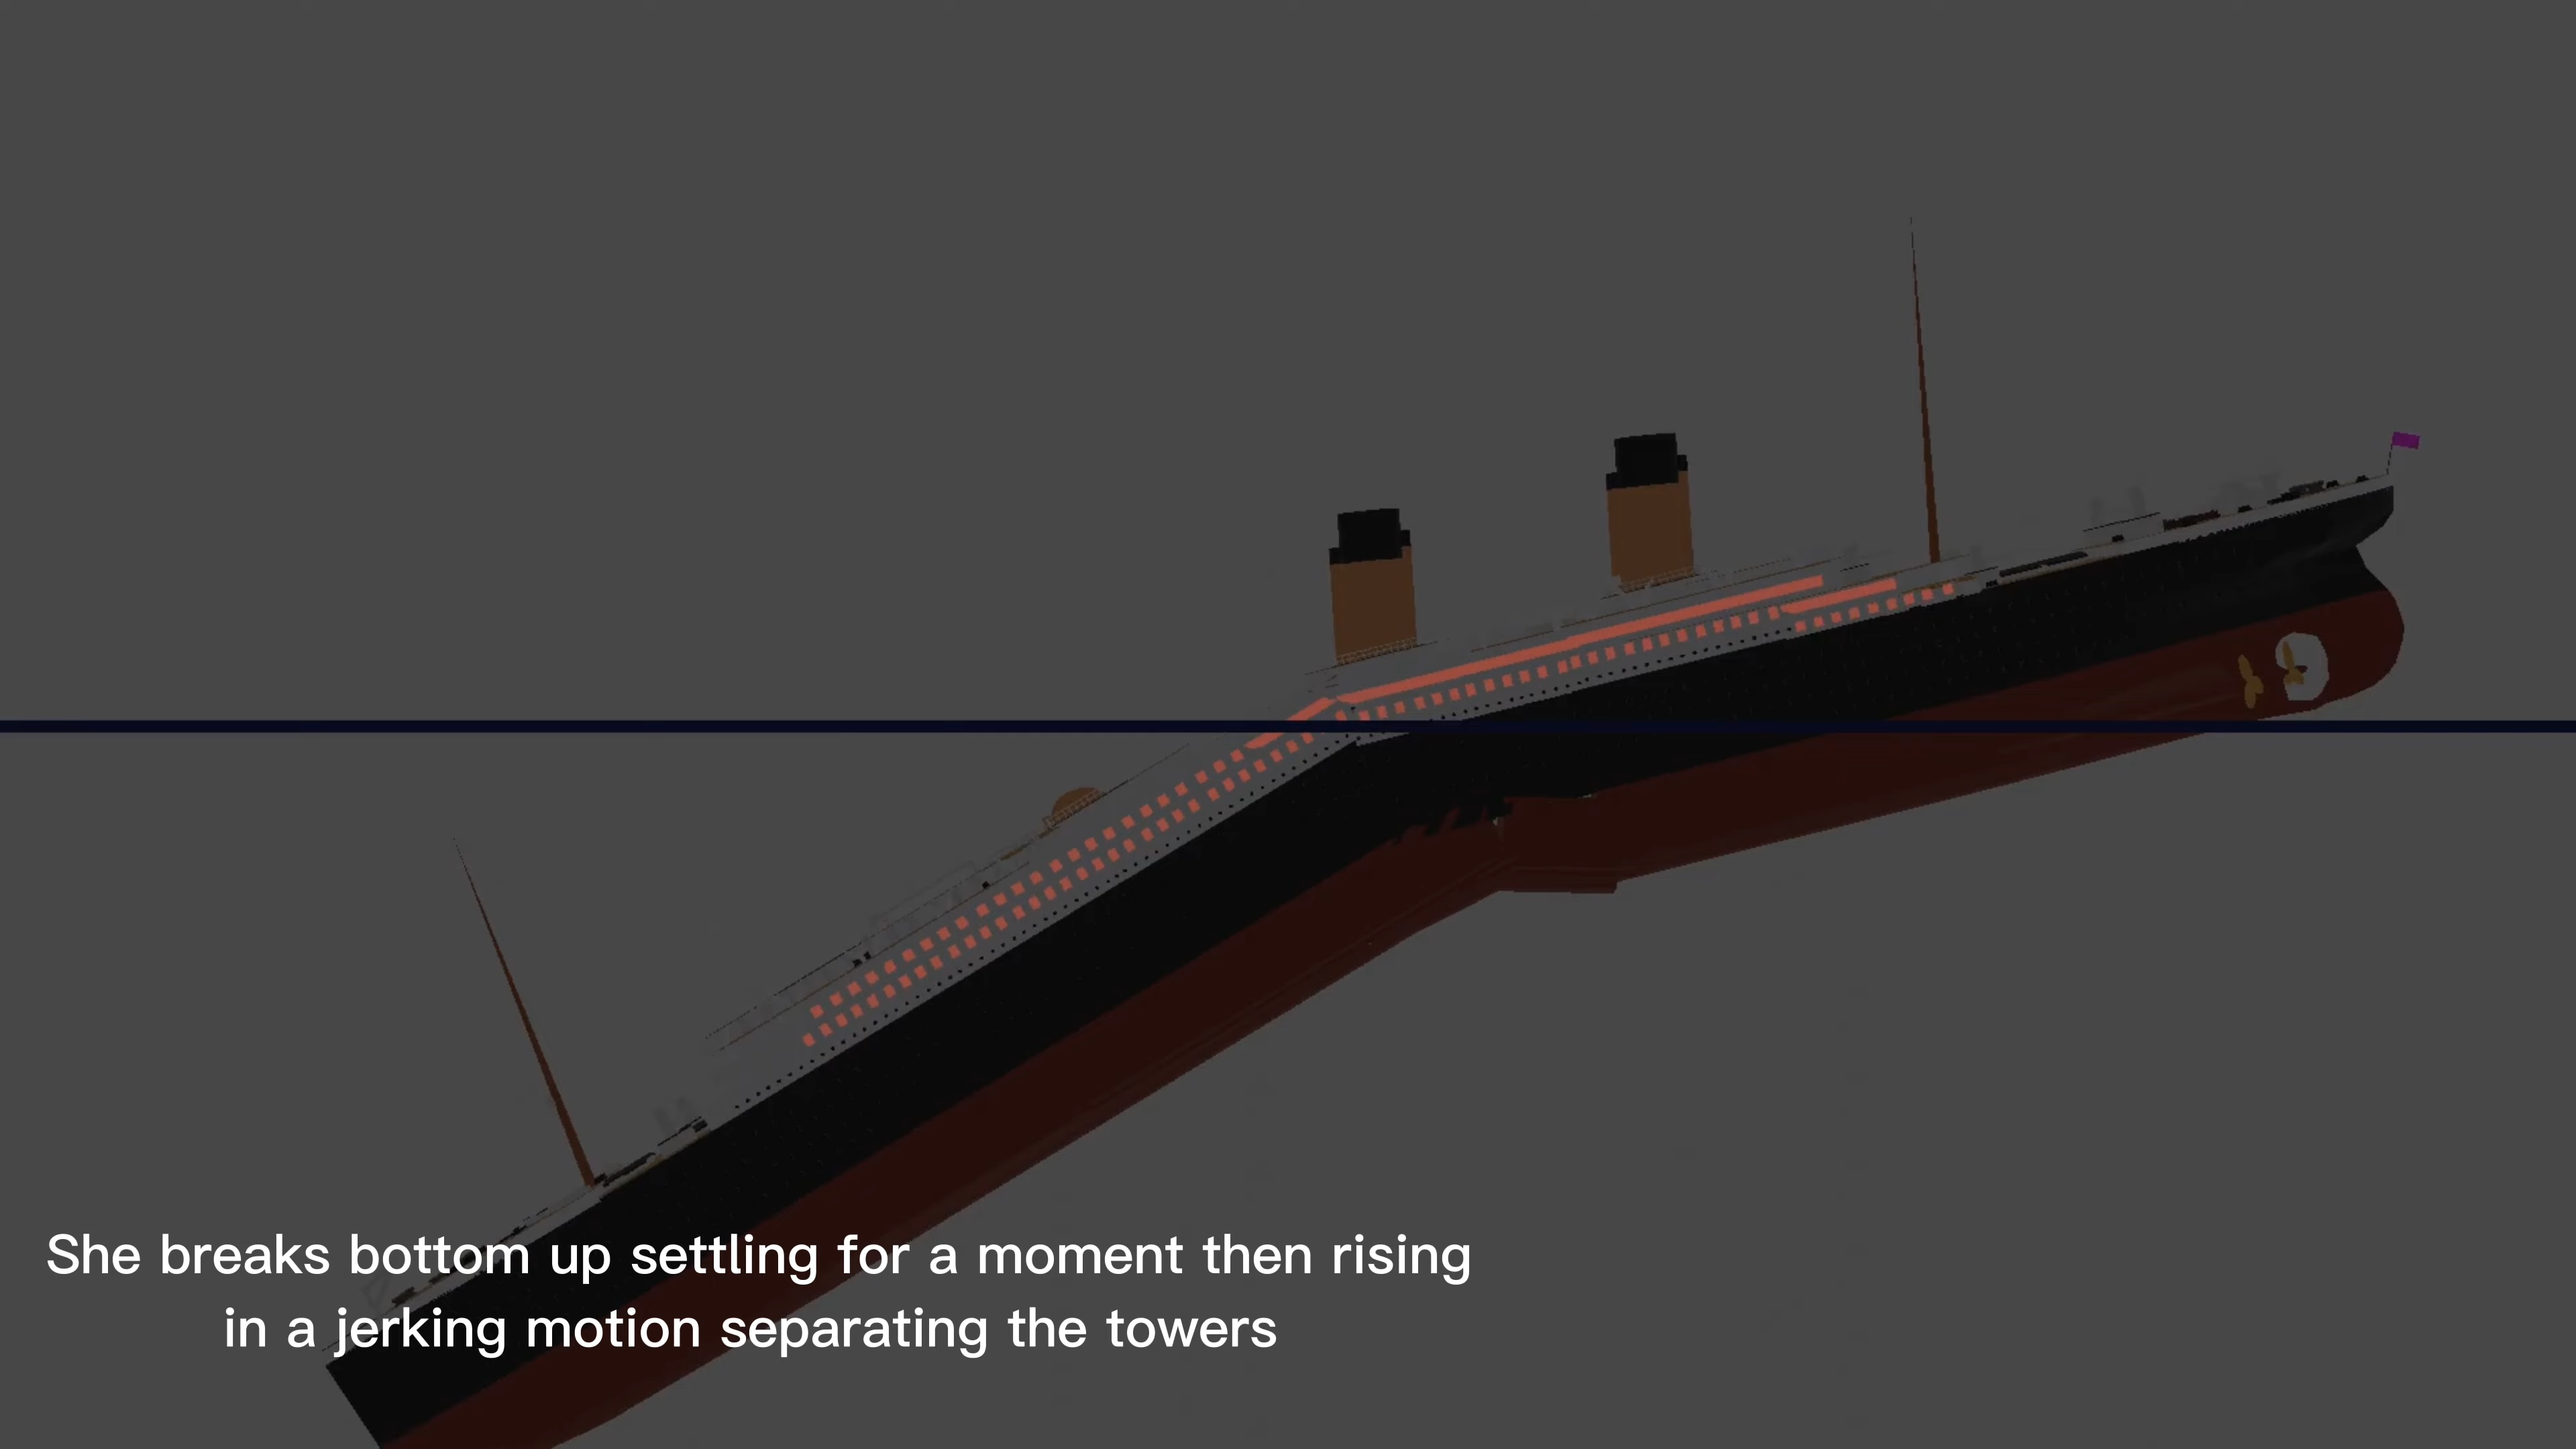 She breaks bottom up settling for a moment then rising
in a jerking motion separating the towers